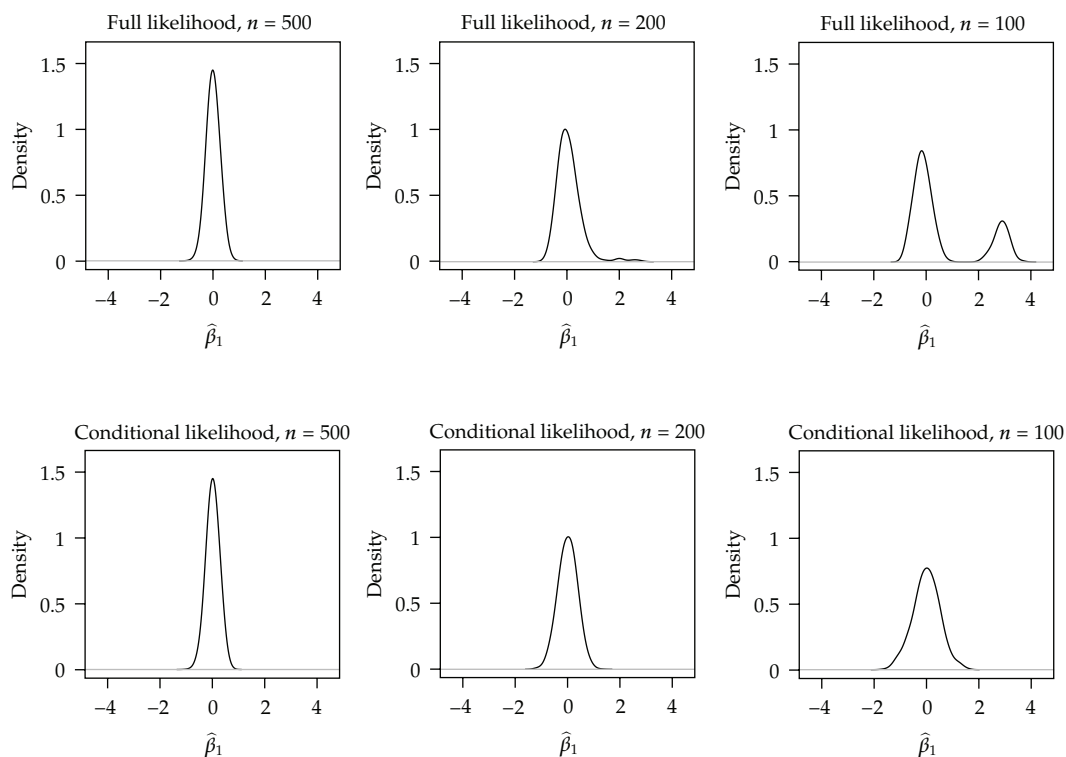 Full likelihood, n = 500
1.5
1
0.5
0
Density
−4 −2 0 2 4
β̂₁
Full likelihood, n = 200
1.5
1
0.5
0
Density
−4 −2 0 2 4
β̂₁
Full likelihood, n = 100
1.5
1
0.5
0
Density
−4 −2 0 2 4
β̂₁
Conditional likelihood, n = 500
1.5
1
0.5
0
Density
−4 −2 0 2 4
β̂₁
Conditional likelihood, n = 200
1.5
1
0.5
0
Density
−4 −2 0 2 4
β̂₁
Conditional likelihood, n = 100
1.5
1
0.5
0
Density
−4 −2 0 2 4
β̂₁